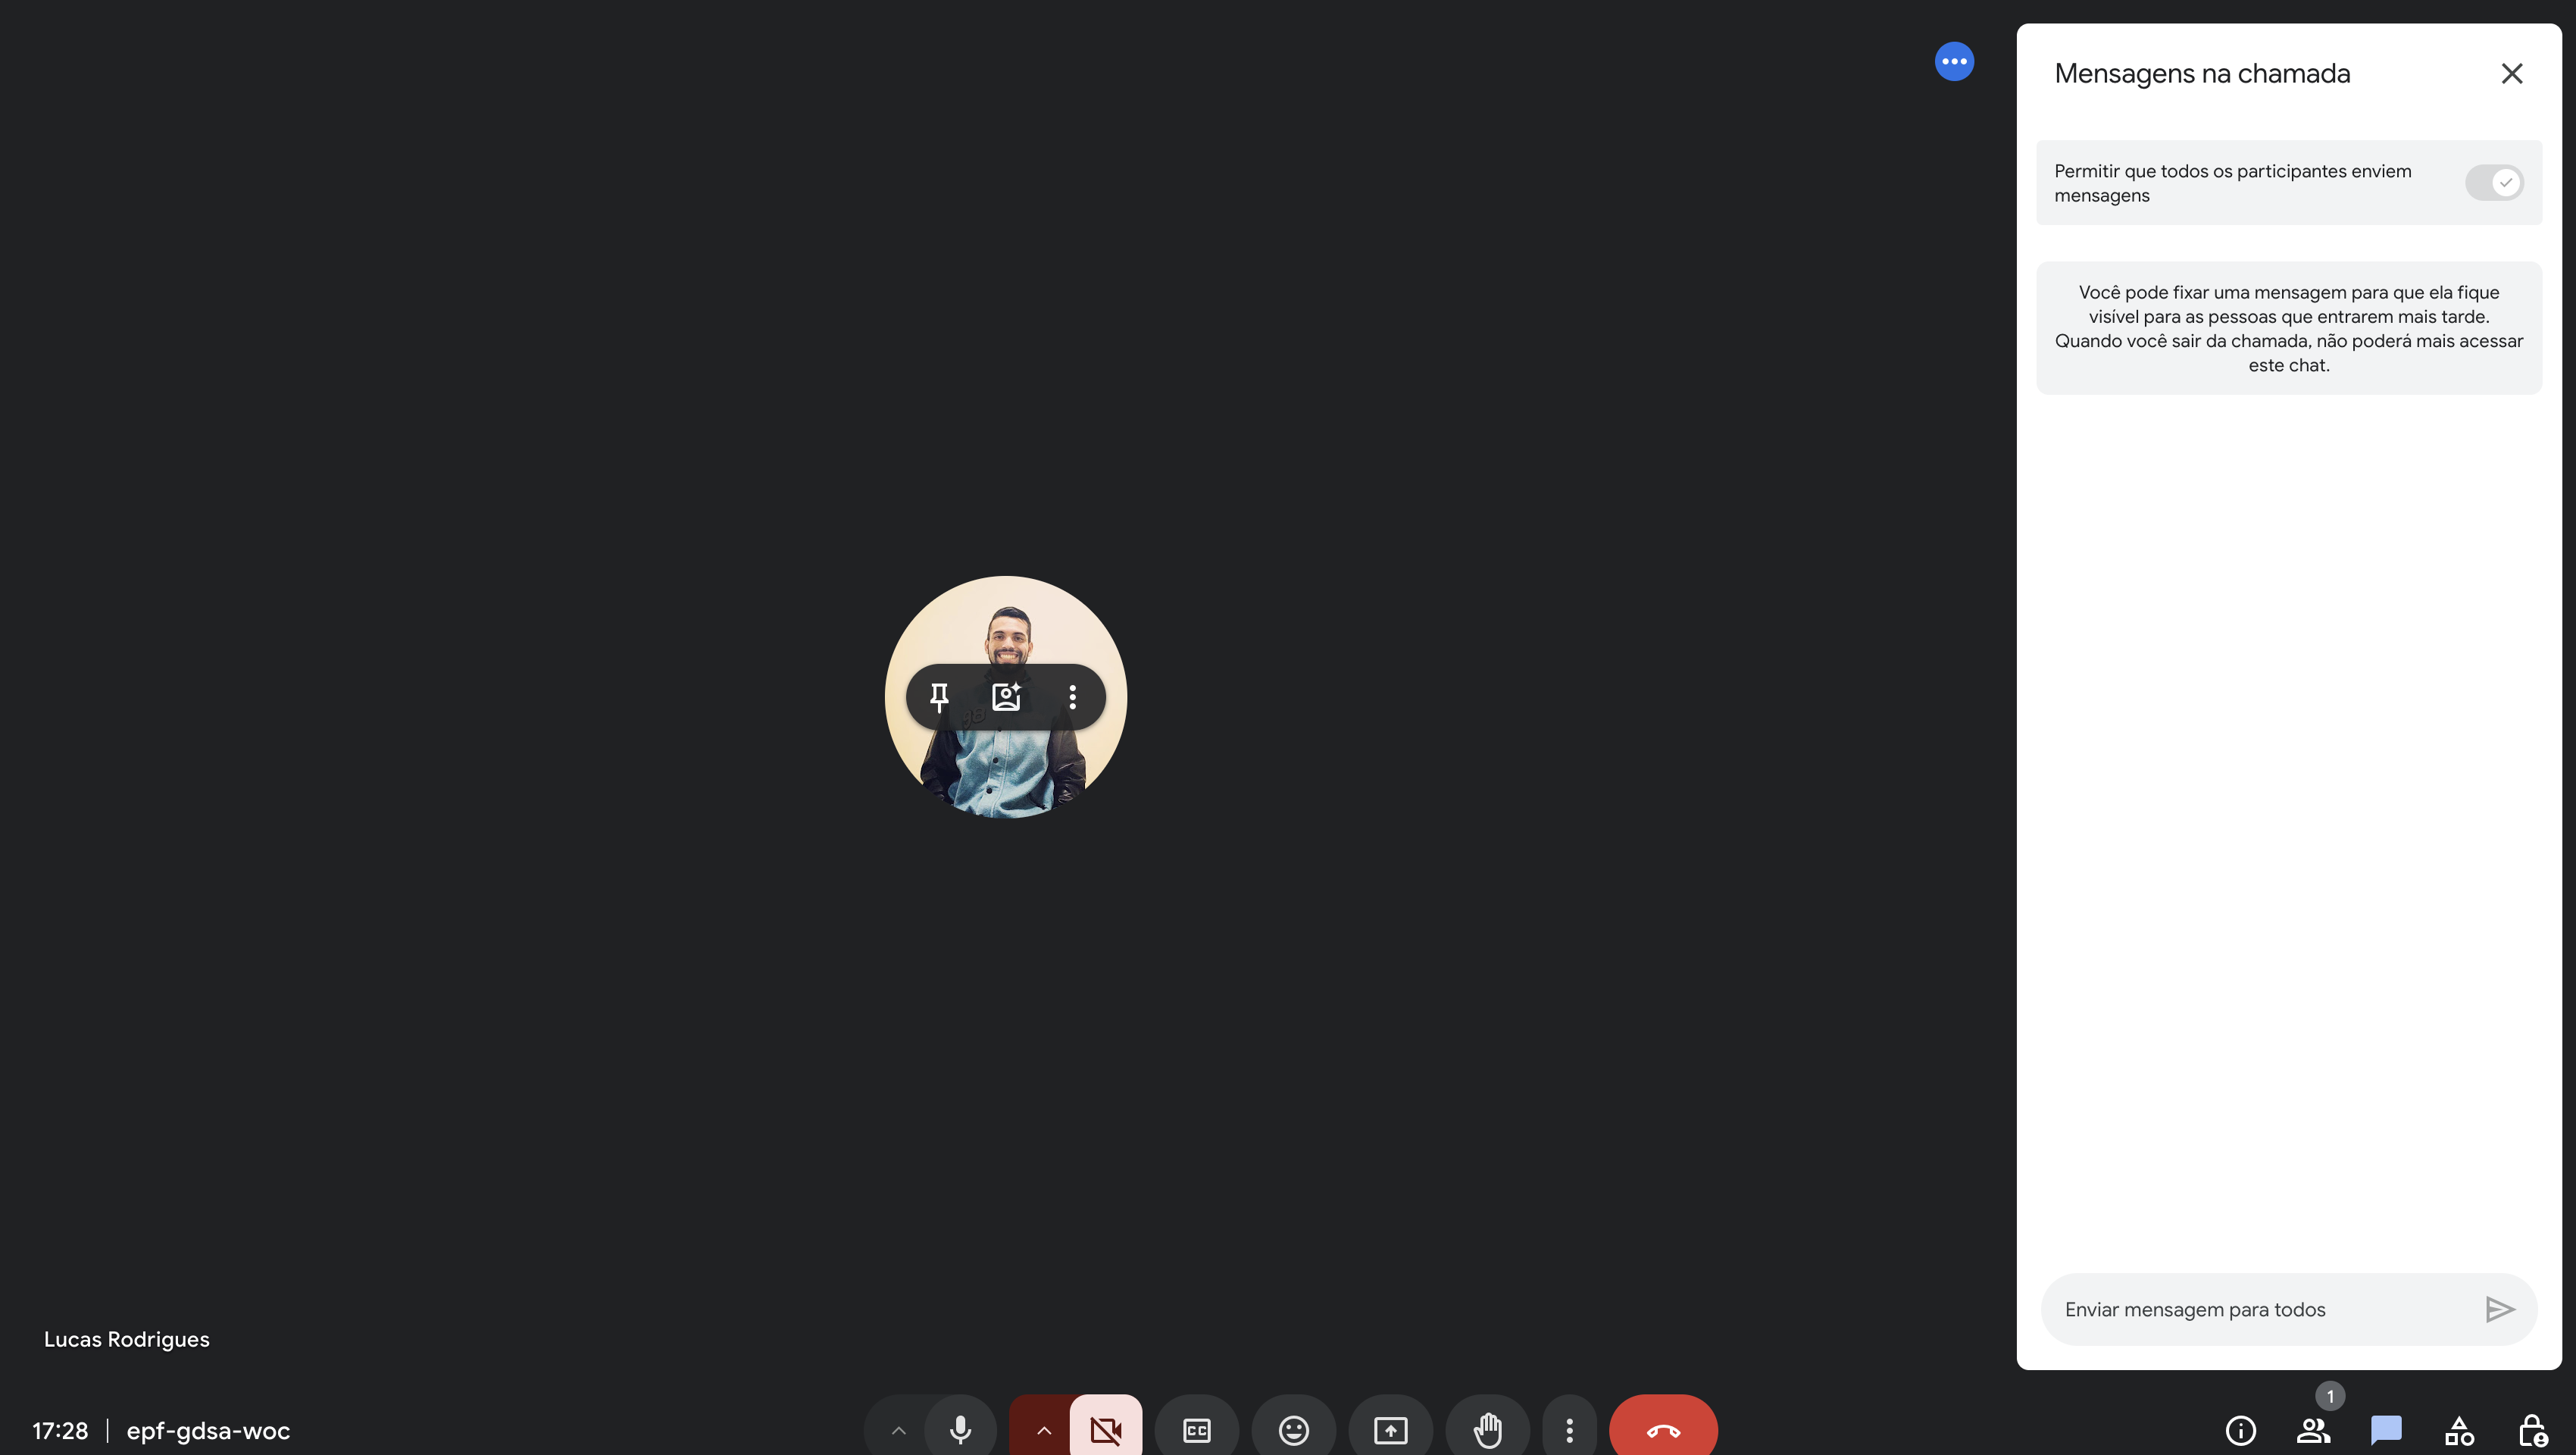 Mensagens na chamada
Permitir que todos os participantes enviem
mensagens
Você pode fixar uma mensagem para que ela fique
visível para as pessoas que entrarem mais tarde.
Quando você sair da chamada, não poderá mais acessar
este chat.
Enviar mensagem para todos
Lucas Rodrigues
17:28 | epf-gdsa-woc
CC
1